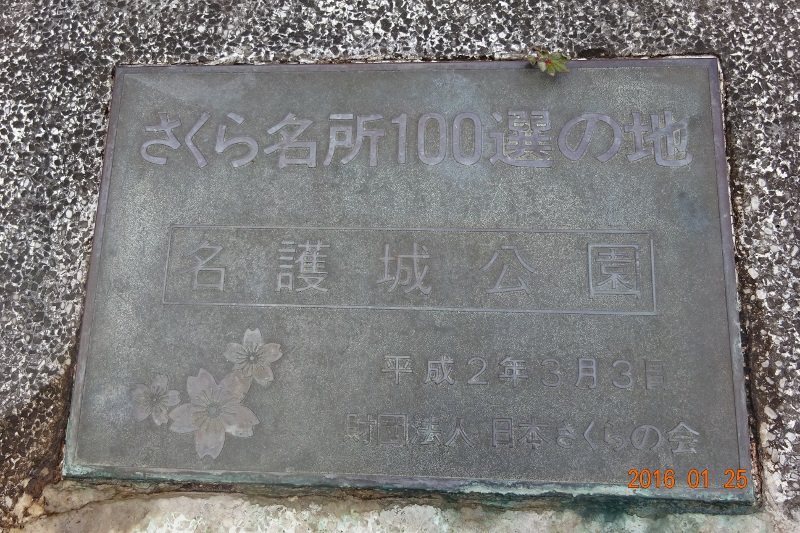 さくら名所100選の地
名護城公園
平成2年3月3日
財団法人 日本さくらの会
2016 01 25